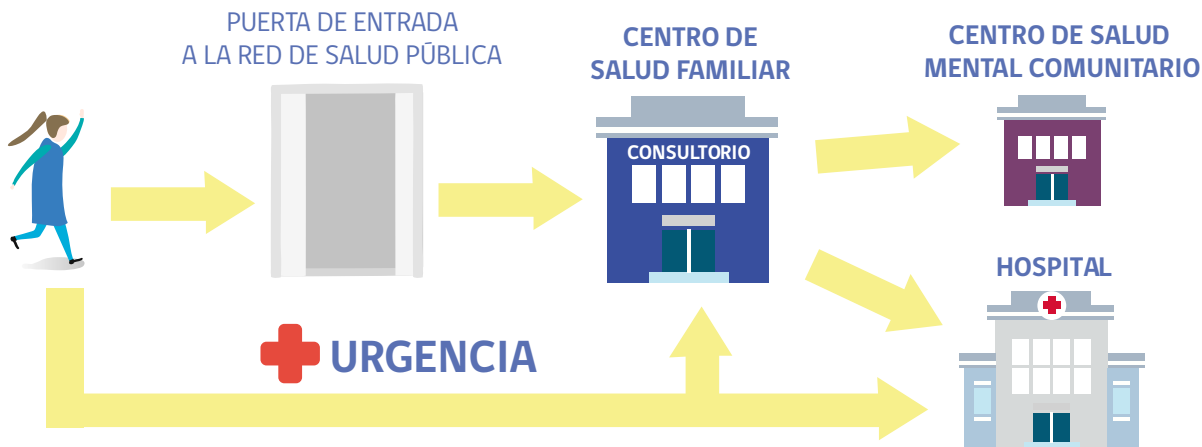 PUERTA DE ENTRADA
A LA RED DE SALUD PÚBLICA
CENTRO DE
SALUD FAMILIAR
CONSULTORIO
CENTRO DE SALUD
MENTAL COMUNITARIO
HOSPITAL
URGENCIA